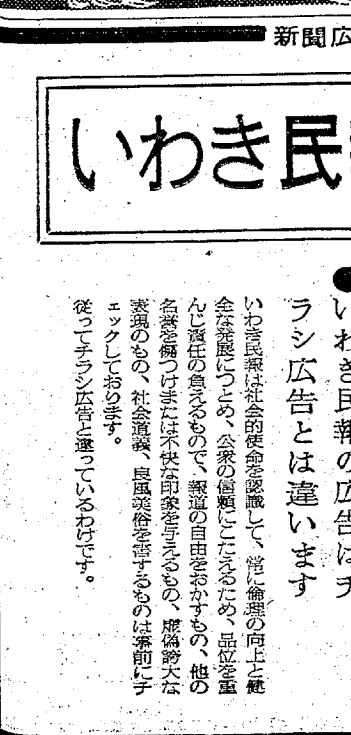 新聞広
いわき民
いわき民報の広告はチ
ラシ広告とは違います
いわき民報は社会的使命を認識して、常に倫理の向上と健
全な発展につとめ、公衆の信頼にこたえるため、品位を重
んじ責任の負えるもので、報道の自由をおかすもの、他の
名誉を傷つけまたは不快な印象を与えるもの、虚偽誇大な
表現のもの、社会道義、良風美俗を害するものは事前にチ
ェックしております。
従ってチラシ広告と違っているわけです。